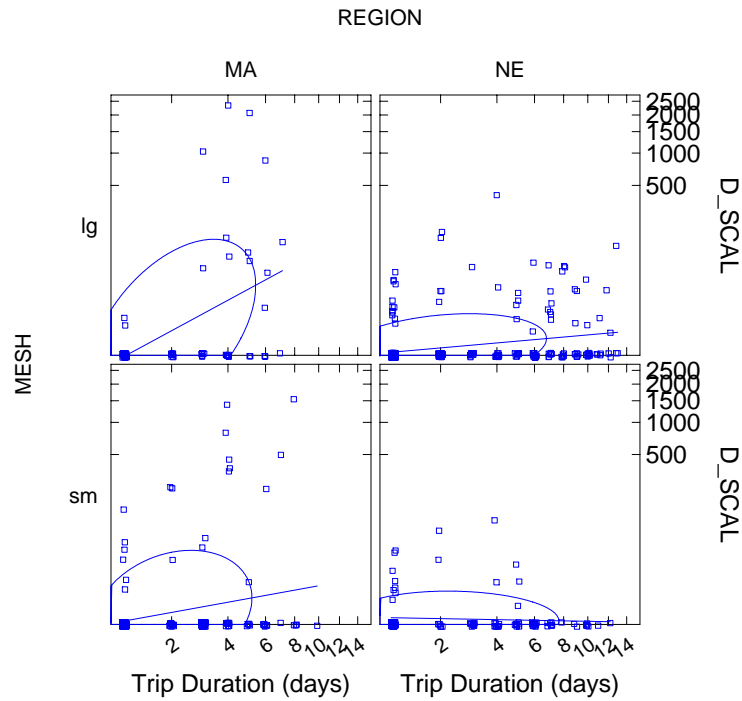 REGION
MA NE
2500
2000
1500
1000
500
lg
D_SCAL
MESH
2500
2000
1500
1000
500
sm
D_SCAL
2 4 6 8 10 12 14 2 4 6 8 10 12 14
Trip Duration (days) Trip Duration (days)